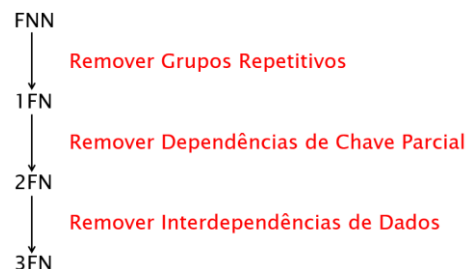 FNN
Remover Grupos Repetitivos
1FN
Remover Dependências de Chave Parcial
2FN
Remover Interdependências de Dados
3FN